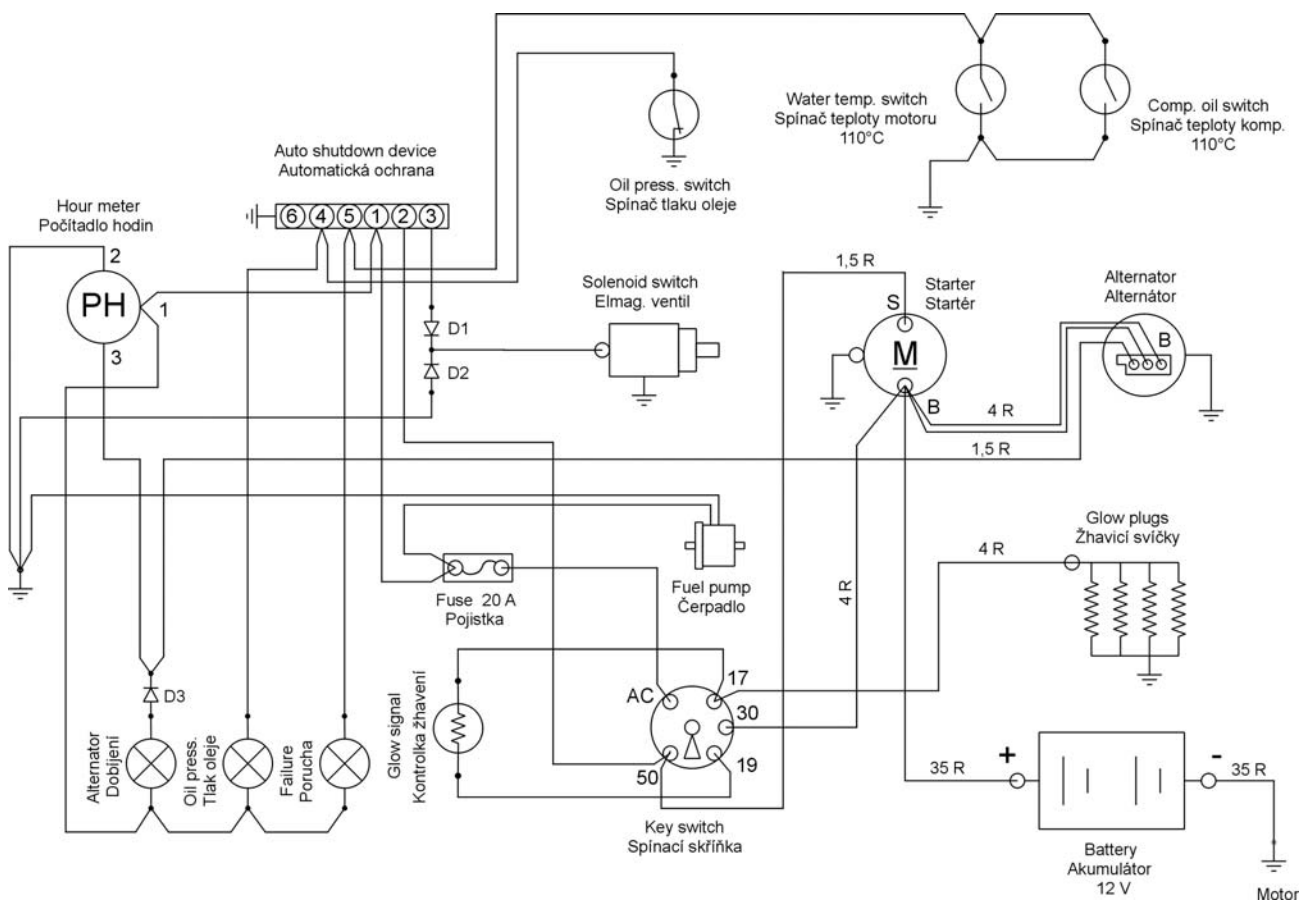 Water temp. switch
Spínač teploty motoru
110°C
Comp. oil switch
Spínač teploty komp.
110°C
Auto shutdown device
Automatická ochrana
6 4 5 1 2 3
Oil press. switch
Spínač tlaku oleje
Hour meter
Počítadlo hodin
2
PH
1
3
D1
D2
Solenoid switch
Elmag. ventil
1,5 R
S
Starter
Startér
M
B
Alternator
Alternátor
B
4 R
1,5 R
4 R
Fuse 20 A
Pojistka
Fuel pump
Čerpadlo
4 R
Glow plugs
Žhavicí svíčky
D3
Alternator
Dobíjení
Oil press.
Tlak oleje
Failure
Porucha
Glow signal
Kontrolka žhavení
AC
17
30
19
50
Key switch
Spínací skříňka
35 R
+
-
35 R
Battery
Akumulátor
12 V
Motor